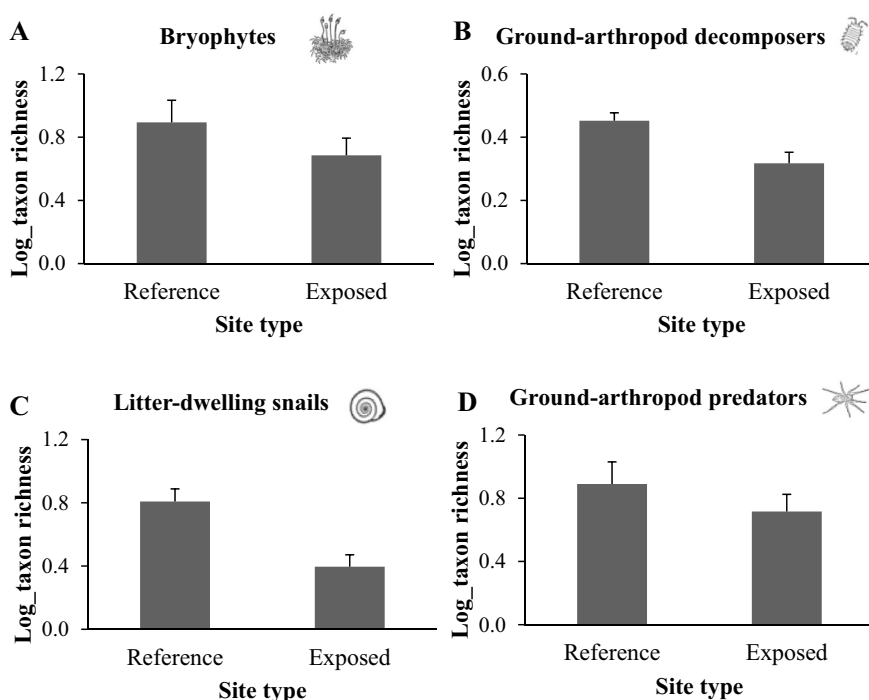 A
Bryophytes
Log_taxon richness
1.2
0.8
0.4
0.0
Reference Exposed
Site type
B
Ground-arthropod decomposers
Log_taxon richness
0.6
0.4
0.2
0.0
Reference Exposed
Site type
C
Litter-dwelling snails
Log_taxon richness
1.2
0.8
0.4
0.0
Reference Exposed
Site type
D
Ground-arthropod predators
Log_taxon richness
1.2
0.8
0.4
0.0
Reference Exposed
Site type